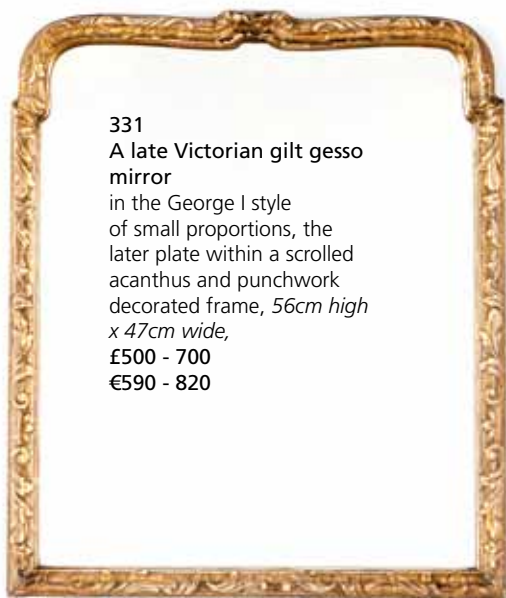 331
A late Victorian gilt gesso
mirror
in the George I style
of small proportions, the
later plate within a scrolled
acanthus and punchwork
decorated frame, 56cm high
x 47cm wide,
£500 - 700
€590 - 820